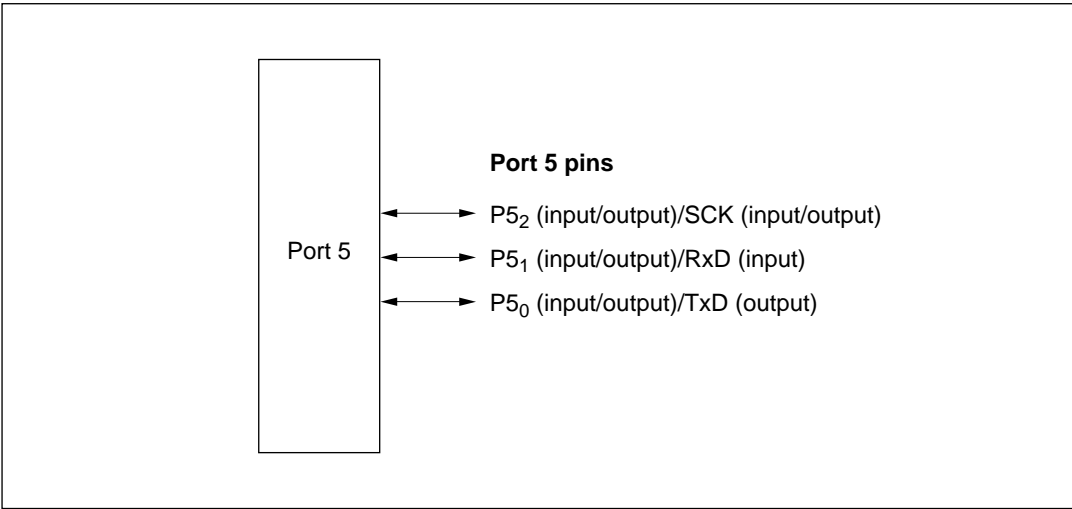 Port 5 pins
P5₂ (input/output)/SCK (input/output)
Port 5
P5₁ (input/output)/RxD (input)
P5₀ (input/output)/TxD (output)